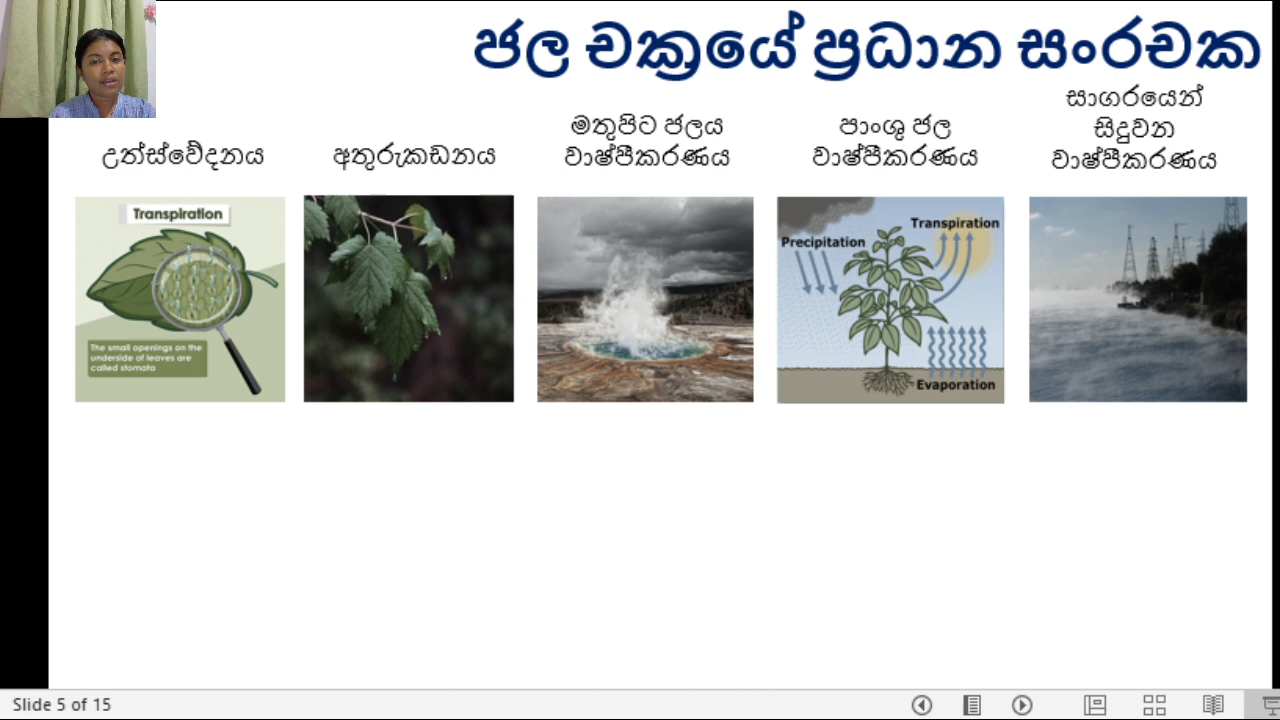 ජල චක්‍රයේ ප්‍රධාන සංරචක
උත්ස්වේදනය
අතුරුකඩනය
මතුපිට ජලය
වාෂ්පීකරණය
පාංශු ජල
වාෂ්පීකරණය
සාගරයෙන්
සිදුවන
වාෂ්පීකරණය
Transpiration
The small openings on the
underside of leaves are
called stomata
Precipitation
Transpiration
Evaporation
Slide 5 of 15